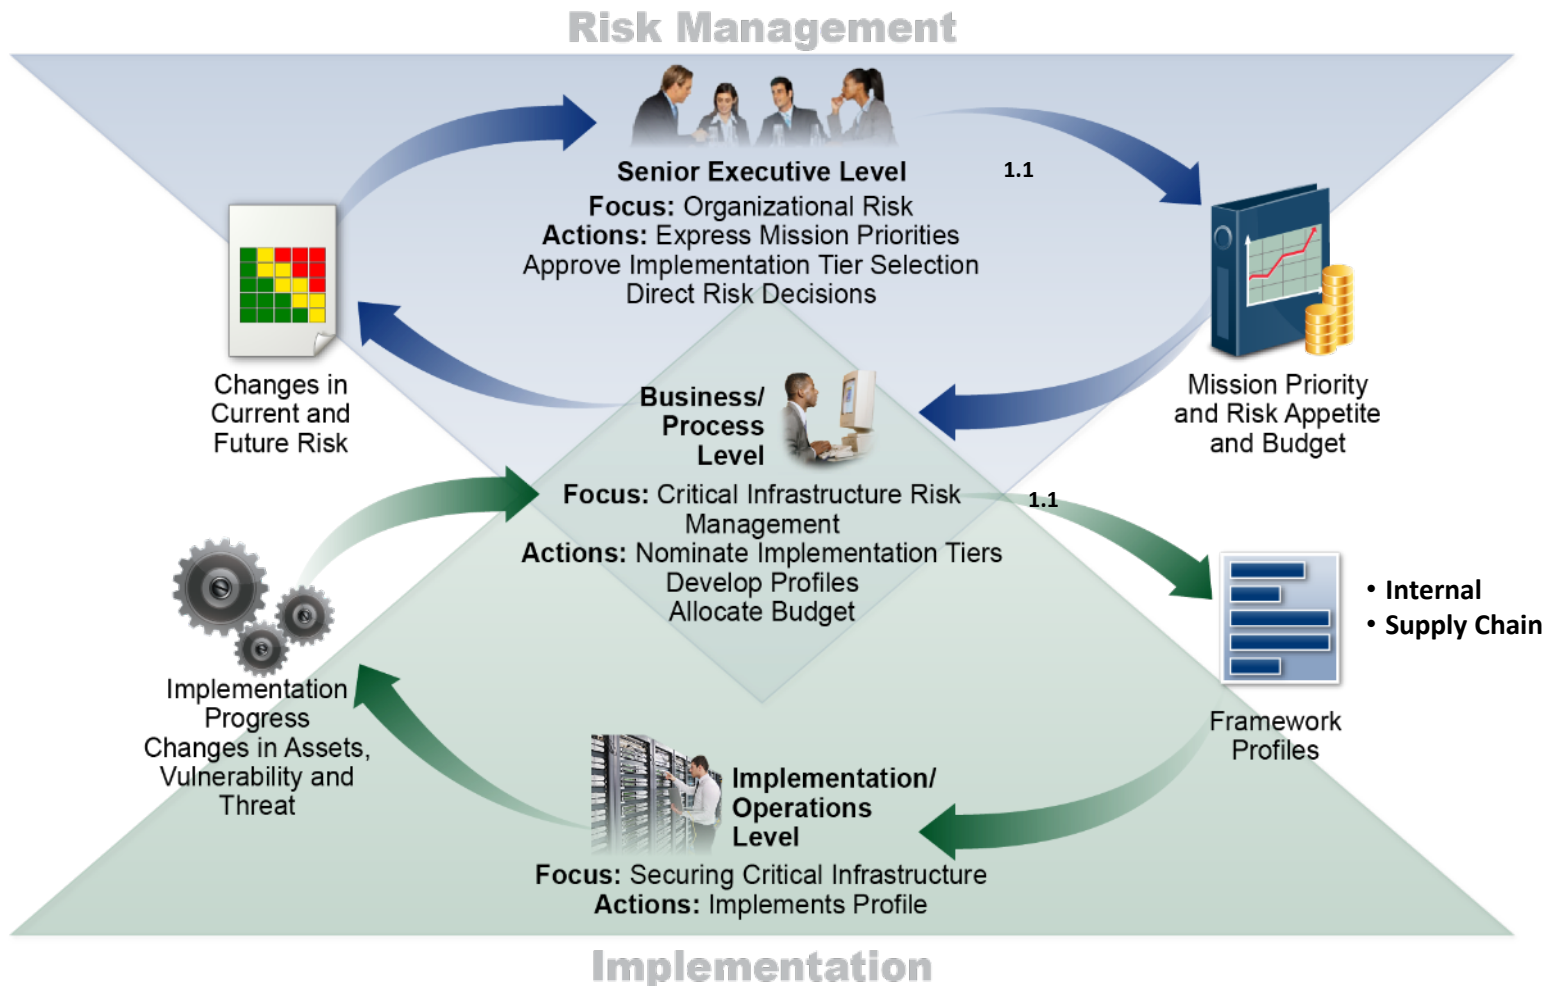 Risk Management
Senior Executive Level
1.1
Focus: Organizational Risk
Actions: Express Mission Priorities
Approve Implementation Tier Selection
Direct Risk Decisions
Changes in
Current and
Future Risk
Mission Priority
and Risk Appetite
and Budget
Business/
Process
Level
Focus: Critical Infrastructure Risk
Management
1.1
Actions: Nominate Implementation Tiers
Develop Profiles
Allocate Budget
• Internal
• Supply Chain
Implementation
Progress
Changes in Assets,
Vulnerability and
Threat
Framework
Profiles
Implementation/
Operations
Level
Focus: Securing Critical Infrastructure
Actions: Implements Profile
Implementation